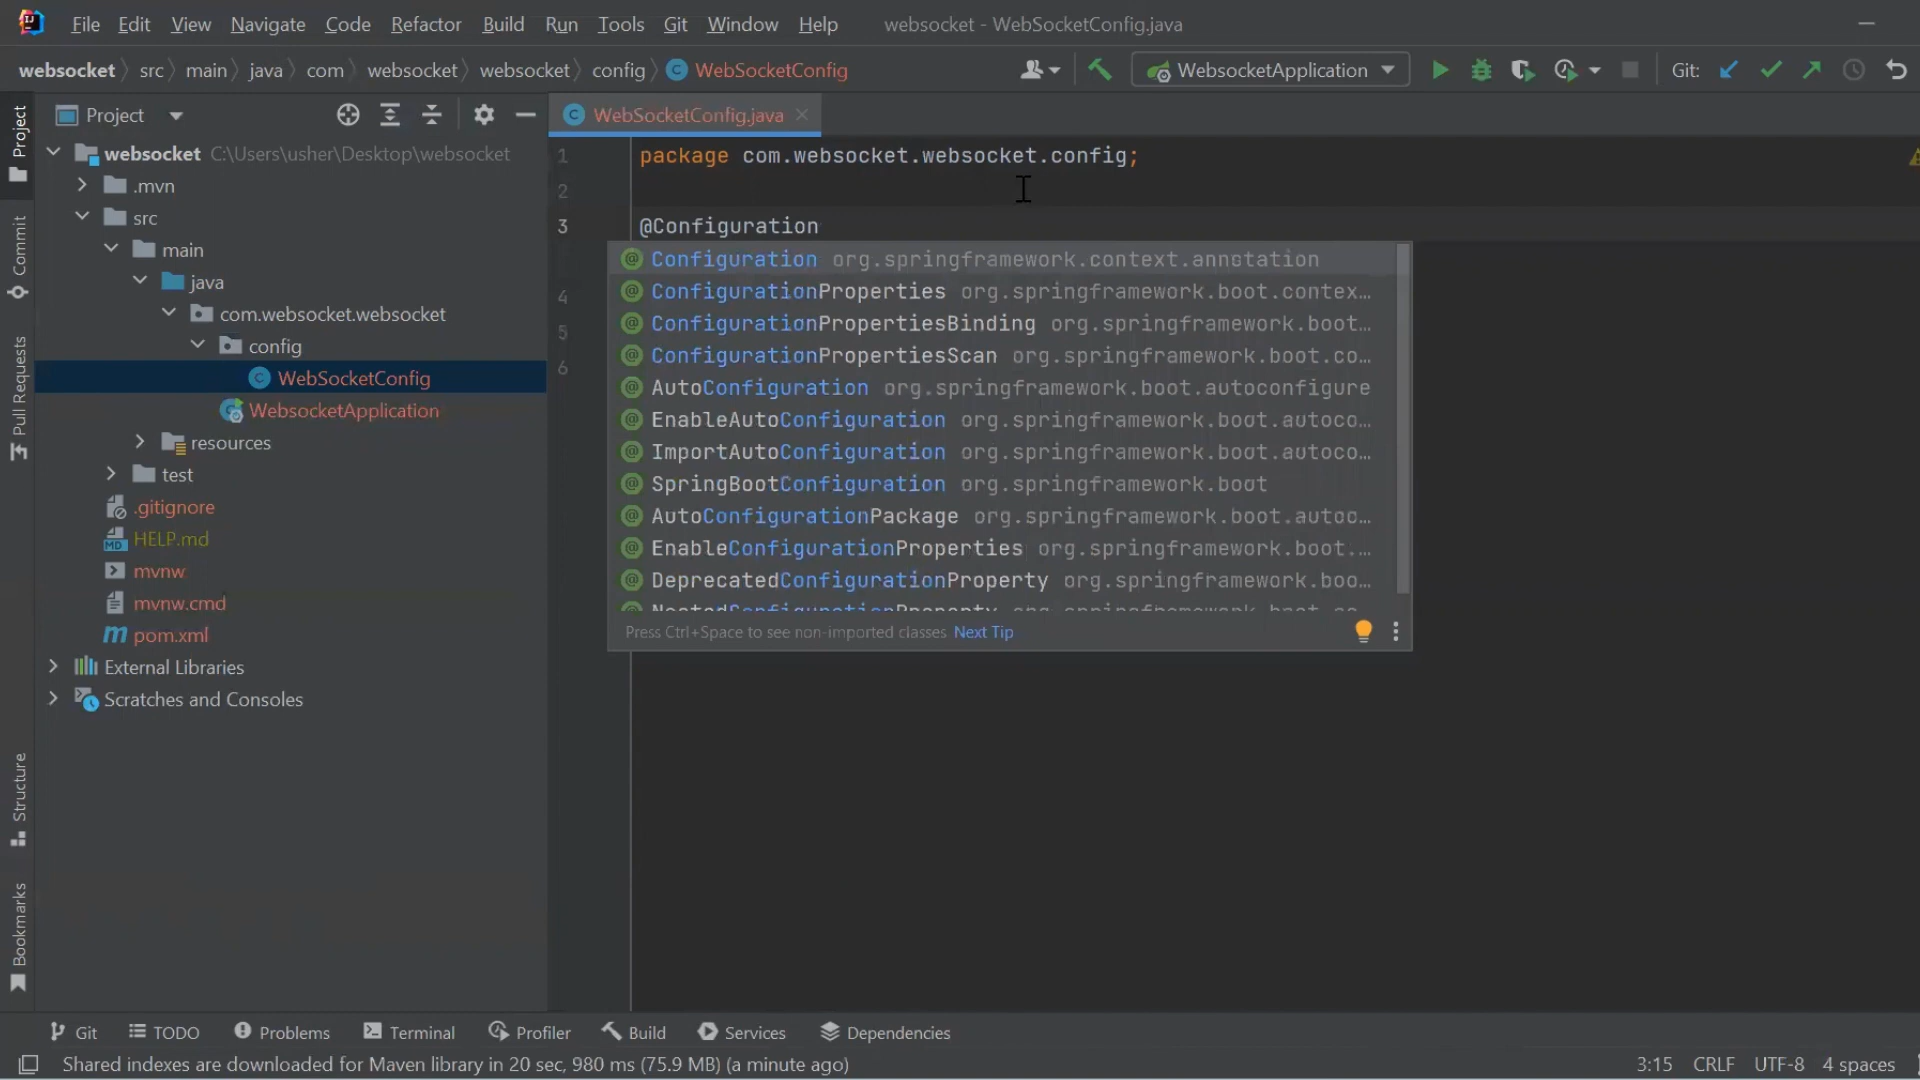 File Edit View Navigate Code Refactor Build Run Tools Git Window Help websocket - WebSocketConfig.java
websocket src main java com websocket websocket config WebSocketConfig WebsocketApplication Git:
Project
WebSocketConfig.java
websocket C:\Users\usher\Desktop\websocket
.mvn
src
main
java
com.websocket.websocket
config
WebSocketConfig
WebsocketApplication
resources
test
.gitignore
HELP.md
mvnw
mvnw.cmd
pom.xml
External Libraries
Scratches and Consoles
Project
Commit
Pull Requests
Structure
Bookmarks
1 package com.websocket.websocket.config;
2
3 @Configuration
4
5
6
Configuration org.springframework.context.annotation
ConfigurationProperties org.springframework.boot.contex…
ConfigurationPropertiesBinding org.springframework.boot…
ConfigurationPropertiesScan org.springframework.boot.co…
AutoConfiguration org.springframework.boot.autoconfigure
EnableAutoConfiguration org.springframework.boot.autoco…
ImportAutoConfiguration org.springframework.boot.autoco…
SpringBootConfiguration org.springframework.boot
AutoConfigurationPackage org.springframework.boot.autoc…
EnableConfigurationProperties org.springframework.boot.…
DeprecatedConfigurationProperty org.springframework.boo…
NestedConfigurationProperty org.springframework.boot.co…
Press Ctrl+Space to see non-imported classes Next Tip
Git TODO Problems Terminal Profiler Build Services Dependencies
Shared indexes are downloaded for Maven library in 20 sec, 980 ms (75.9 MB) (a minute ago) 3:15 CRLF UTF-8 4 spaces